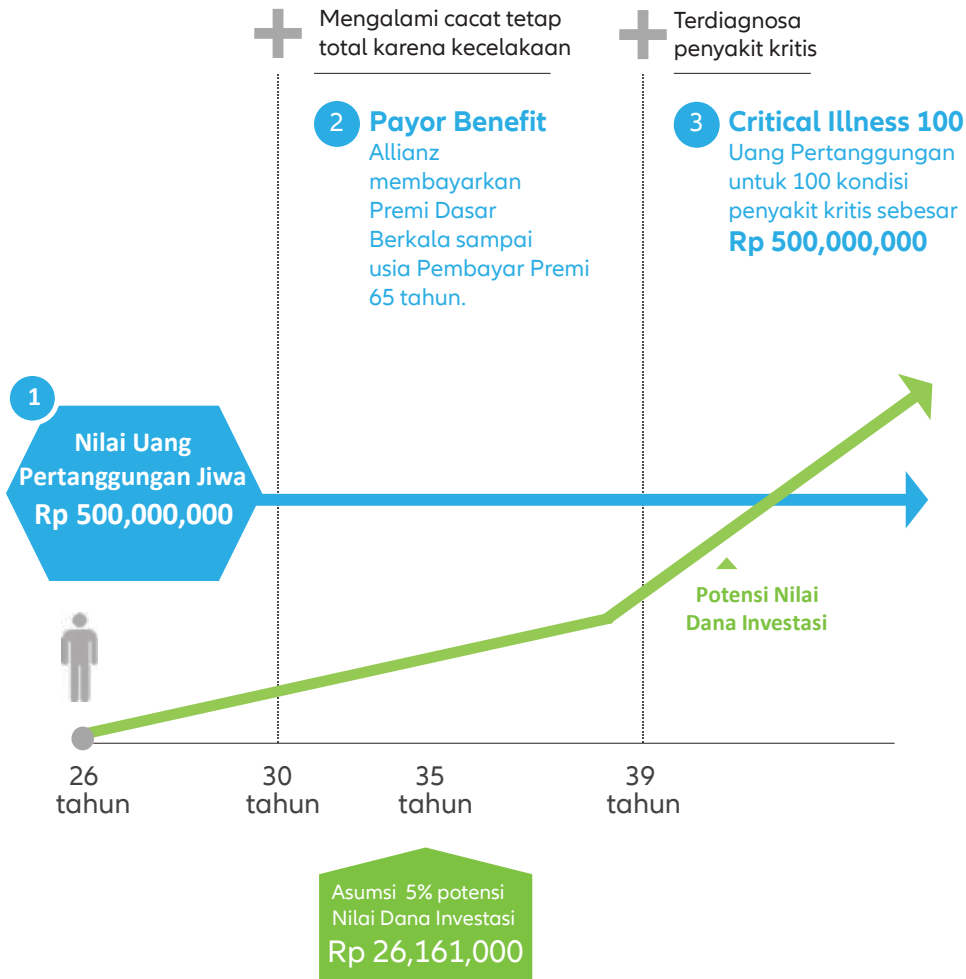 Mengalami cacat tetap
total karena kecelakaan
Terdiagnosa
penyakit kritis
2 Payor Benefit
Allianz
membayarkan
Premi Dasar
Berkala sampai
usia Pembayar Premi
65 tahun.
3 Critical Illness 100
Uang Pertanggungan
untuk 100 kondisi
penyakit kritis sebesar
Rp 500,000,000
1
Nilai Uang
Pertanggungan Jiwa
Rp 500,000,000
Potensi Nilai
Dana Investasi
26
tahun
30
tahun
35
tahun
39
tahun
Asumsi 5% potensi
Nilai Dana Investasi
Rp 26,161,000